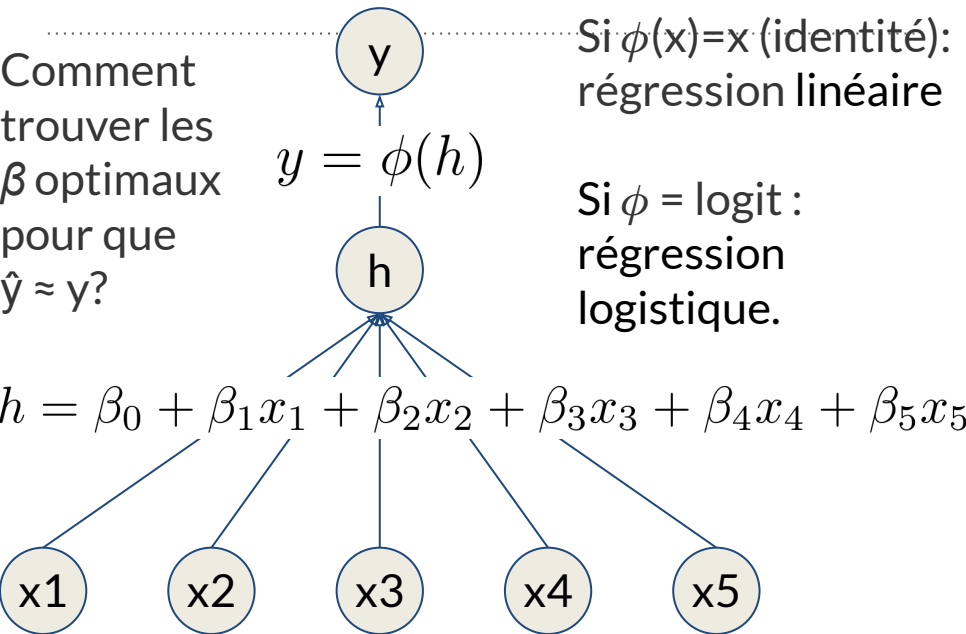 y
Comment
trouver les
β optimaux
pour que
ŷ ≈ y?
Si ϕ(x)=x (identité):
régression linéaire
Si ϕ = logit :
régression
logistique.
y = ϕ(h)
h
h = β₀ + β₁x₁ + β₂x₂ + β₃x₃ + β₄x₄ + β₅x₅
x1 x2 x3 x4 x5